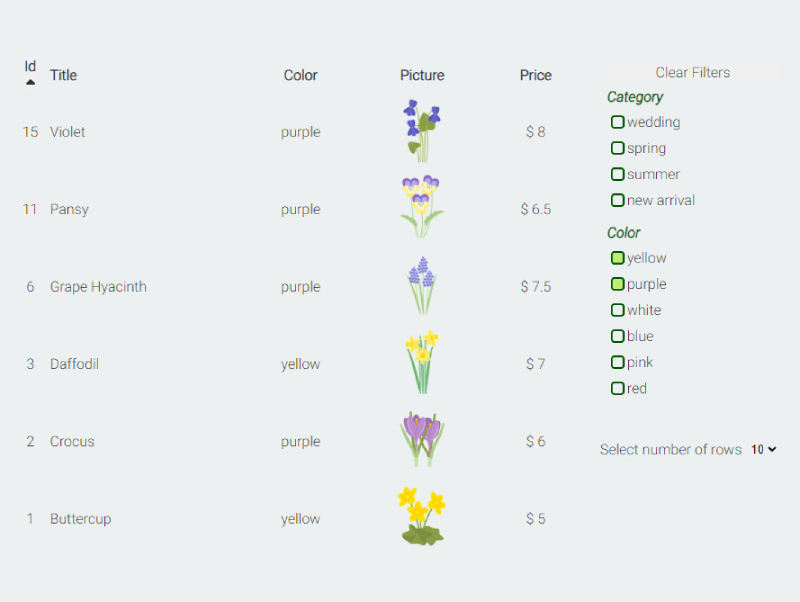 Id Title Color Picture Price
15 Violet purple $ 8
11 Pansy purple $ 6.5
6 Grape Hyacinth purple $ 7.5
3 Daffodil yellow $ 7
2 Crocus purple $ 6
1 Buttercup yellow $ 5
Clear Filters
Category
wedding
spring
summer
new arrival
Color
yellow
purple
white
blue
pink
red
Select number of rows 10